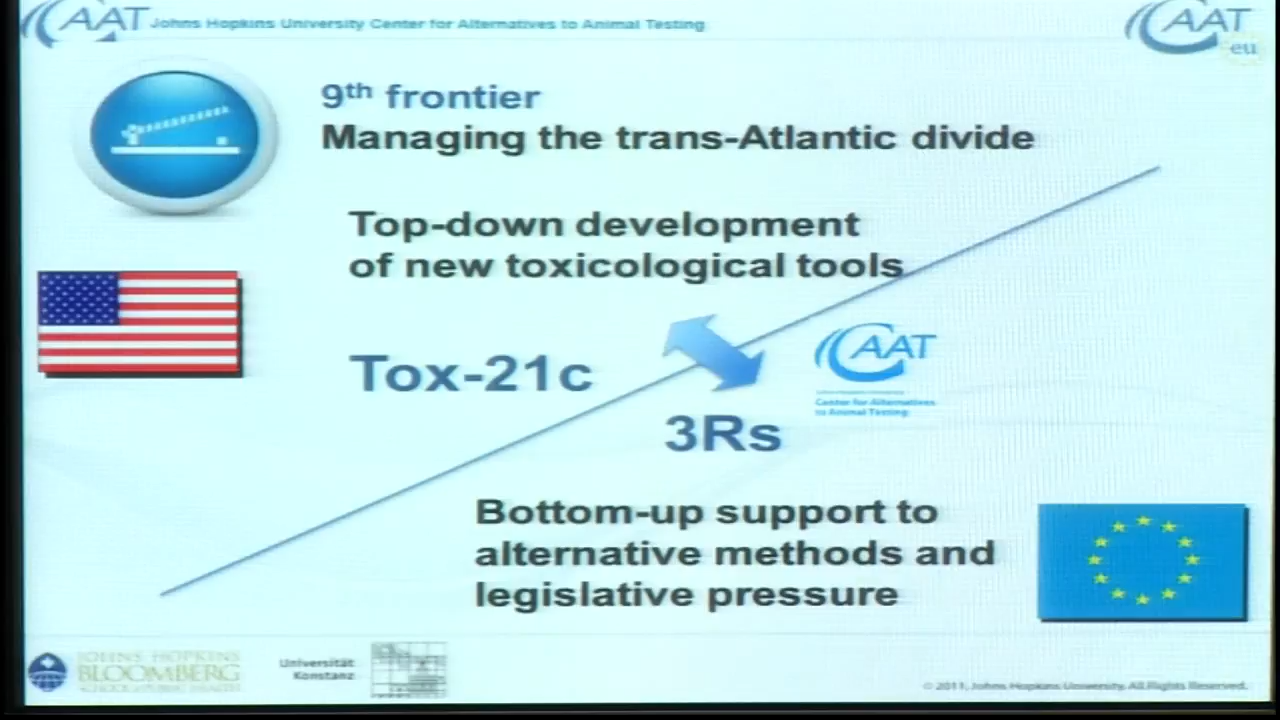 CAAT Johns Hopkins University Center for Alternatives to Animal Testing
CAAT
eu
9th frontier
Managing the trans-Atlantic divide
Top-down development
of new toxicological tools
Tox-21c
CAAT
Center for Alternatives
to Animal Testing
3Rs
Bottom-up support to
alternative methods and
legislative pressure
JOHNS HOPKINS
BLOOMBERG
SCHOOL of PUBLIC HEALTH
Universität
Konstanz
© 2011, Johns Hopkins University. All Rights Reserved.